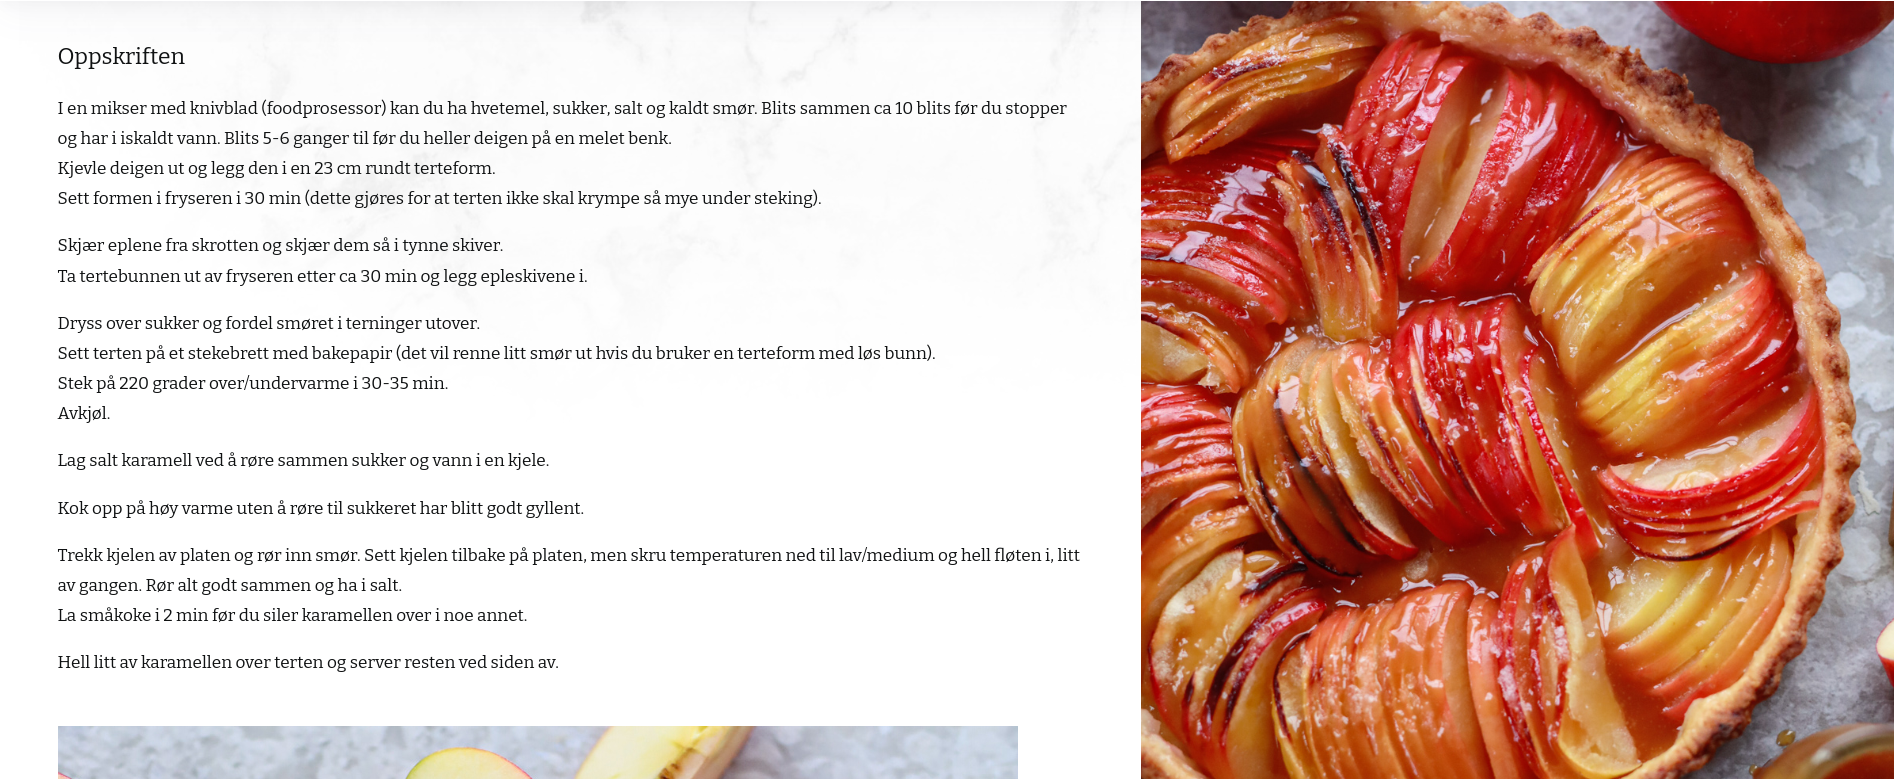 Oppskriften
I en mikser med knivblad (foodprosessor) kan du ha hvetemel, sukker, salt og kaldt smør. Blits sammen ca 10 blits før du stopper
og har i iskaldt vann. Blits 5-6 ganger til før du heller deigen på en melet benk.
Kjevle deigen ut og legg den i en 23 cm rundt terteform.
Sett formen i fryseren i 30 min (dette gjøres for at terten ikke skal krympe så mye under steking).
Skjær eplene fra skrotten og skjær dem så i tynne skiver.
Ta tertebunnen ut av fryseren etter ca 30 min og legg epleskivene i.
Dryss over sukker og fordel smøret i terninger utover.
Sett terten på et stekebrett med bakepapir (det vil renne litt smør ut hvis du bruker en terteform med løs bunn).
Stek på 220 grader over/undervarme i 30-35 min.
Avkjøl.
Lag salt karamell ved å røre sammen sukker og vann i en kjele.
Kok opp på høy varme uten å røre til sukkeret har blitt godt gyllent.
Trekk kjelen av platen og rør inn smør. Sett kjelen tilbake på platen, men skru temperaturen ned til lav/medium og hell fløten i, litt
av gangen. Rør alt godt sammen og ha i salt.
La småkoke i 2 min før du siler karamellen over i noe annet.
Hell litt av karamellen over terten og server resten ved siden av.